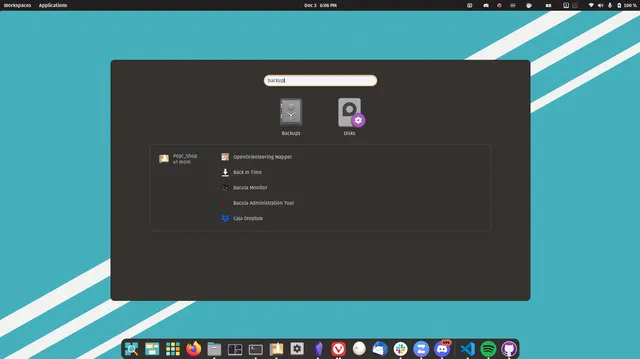 Workspaces Applications
Dec 3 6:06 PM
100 %
backup
Backups
Disks
Pop!_Shop
41 more
OpenOrienteering Mapper
Back In Time
Bacula Monitor
Bacula Administration Tool
Caja Dropbox